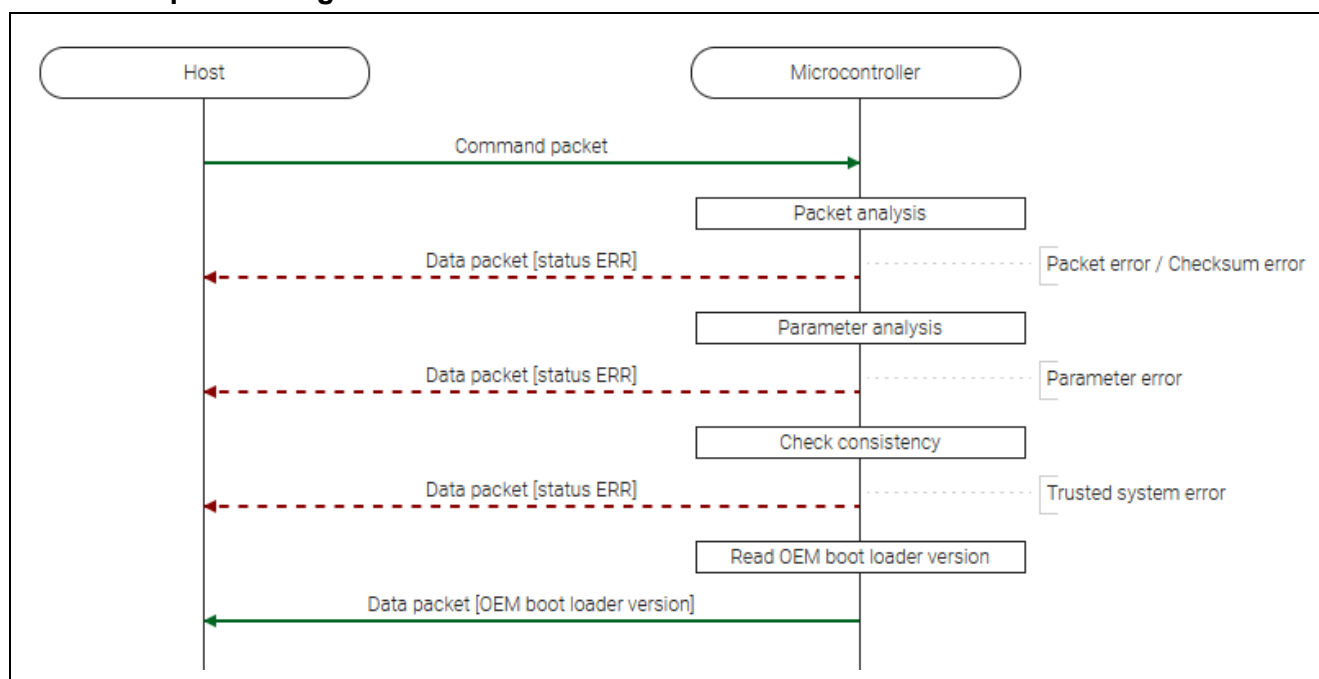 Host
Microcontroller
Command packet
Packet analysis
Data packet [status ERR]
Packet error / Checksum error
Parameter analysis
Data packet [status ERR]
Parameter error
Check consistency
Data packet [status ERR]
Trusted system error
Read OEM boot loader version
Data packet [OEM boot loader version]